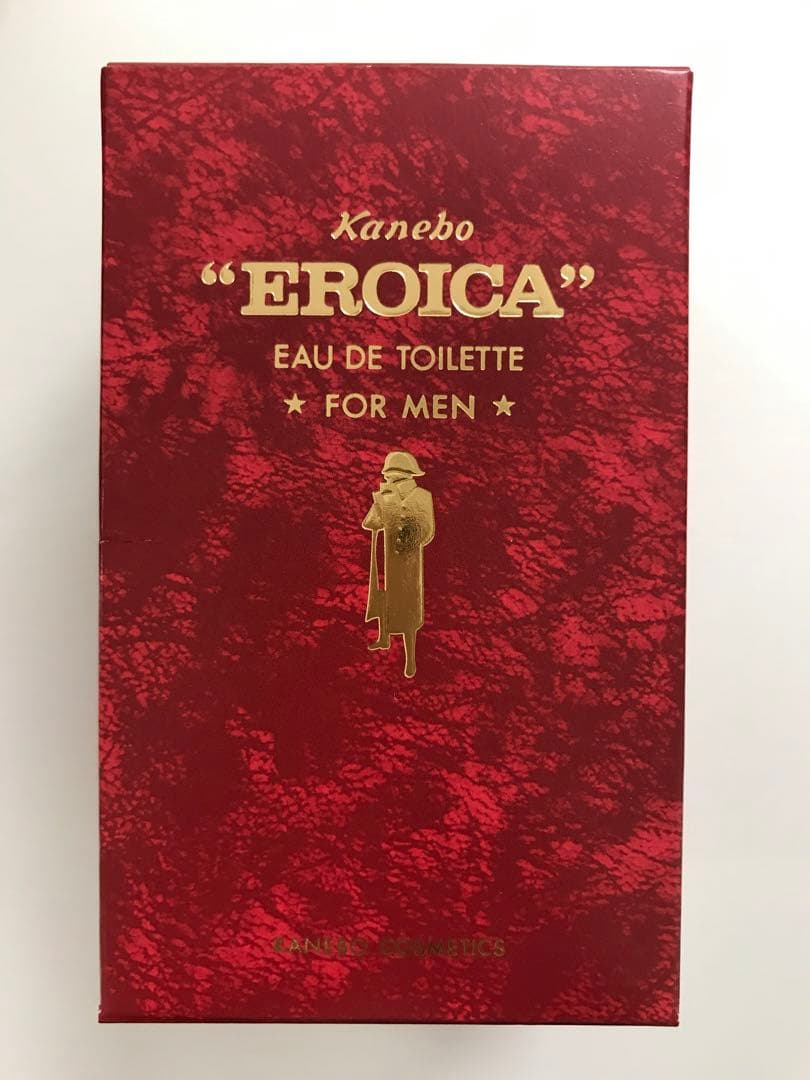 Kanebo
“EROICA”
EAU DE TOILETTE
★ FOR MEN ★
KANEBO COSMETICS